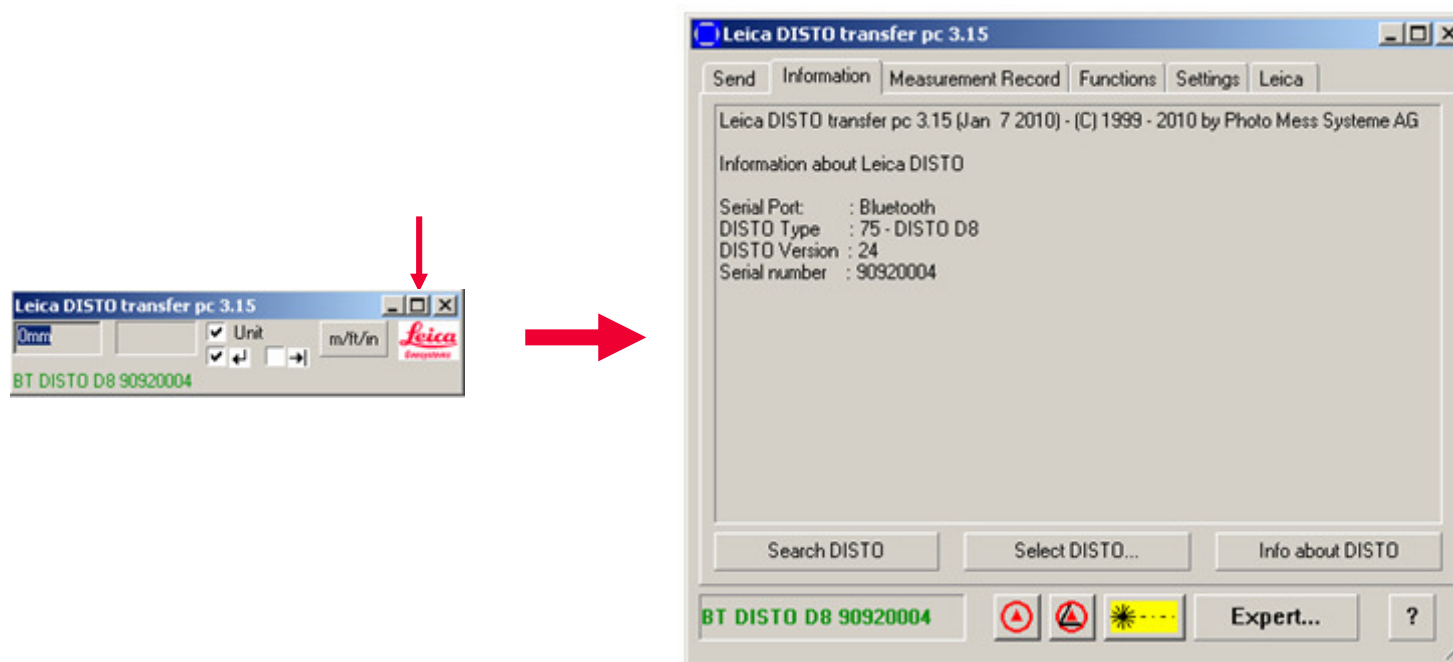 Leica DISTO transfer pc 3.15
0mm
Unit
m/ft/in
Leica
Geosystems
BT DISTO D8 90920004
Leica DISTO transfer pc 3.15
Send Information Measurement Record Functions Settings Leica
Leica DISTO transfer pc 3.15 (Jan 7 2010) - (C) 1999 - 2010 by Photo Mess Systeme AG
Information about Leica DISTO
Serial Port: : Bluetooth
DISTO Type : 75 - DISTO D8
DISTO Version : 24
Serial number : 90920004
Search DISTO Select DISTO... Info about DISTO
BT DISTO D8 90920004 Expert... ?